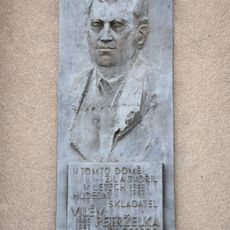 V TOMTO DOMĚ
ŽIL A TVOŘIL
V LETECH
HUDEBNÍ
SKLADATEL
VILÉM
PETRŽELKA